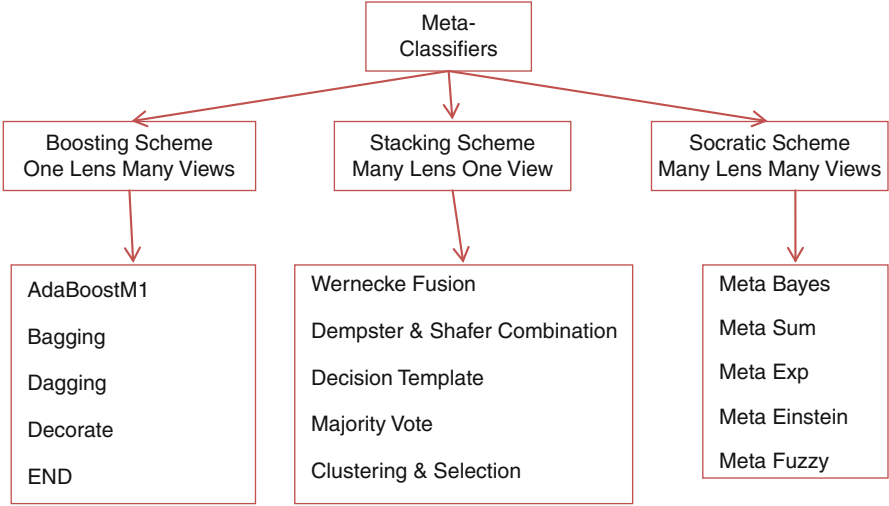 Meta-
Classifiers
Boosting Scheme
One Lens Many Views
Stacking Scheme
Many Lens One View
Socratic Scheme
Many Lens Many Views
AdaBoostM1
Bagging
Dagging
Decorate
END
Wernecke Fusion
Dempster & Shafer Combination
Decision Template
Majority Vote
Clustering & Selection
Meta Bayes
Meta Sum
Meta Exp
Meta Einstein
Meta Fuzzy